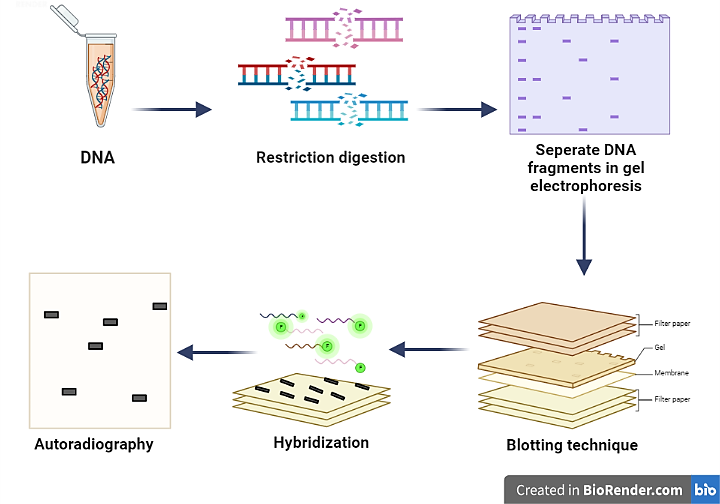 DNA
Restriction digestion
Seperate DNA
fragments in gel
electrophoresis
Filter paper
Gel
Membrane
Filter paper
Blotting technique
P
P
P
P
Hybridization
Autoradiography
Created in BioRender.com bio